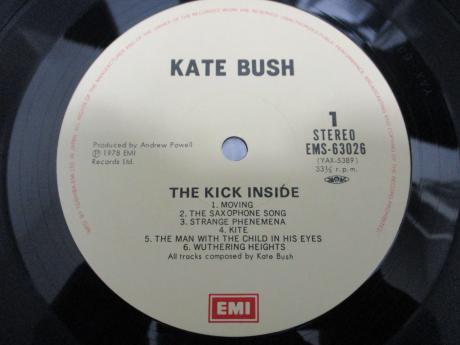 KATE BUSH
Produced by Andrew Powell
℗ 1978 EMI
Records Ltd.
1
STEREO
EMS-63026
(YAX-5389)
33⅓ r.p.m.
THE KICK INSIDE
1. MOVING
2. THE SAXOPHONE SONG
3. STRANGE PHENEMENA
4. KITE
5. THE MAN WITH THE CHILD IN HIS EYES
6. WUTHERING HEIGHTS
All tracks composed by Kate Bush
EMI